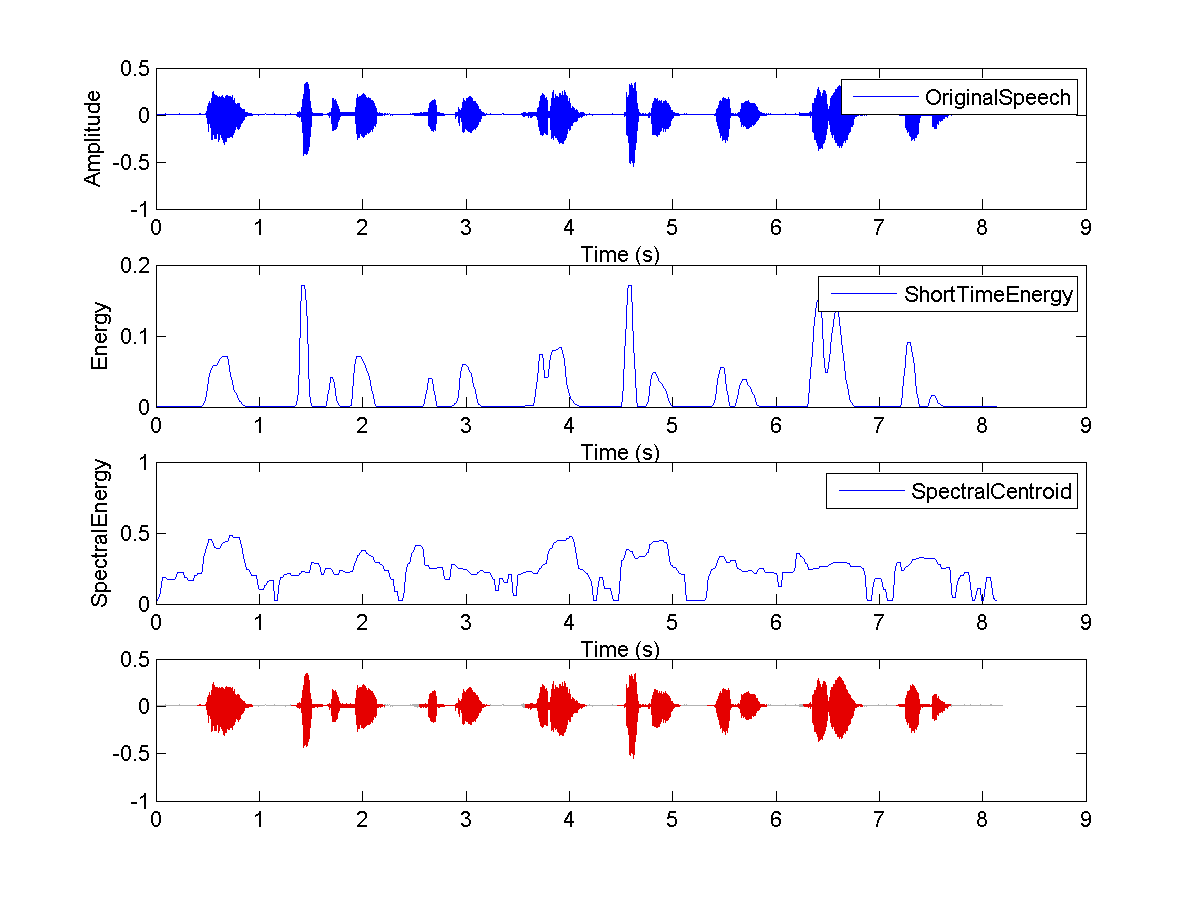 0.5
OriginalSpeech
0
-0.5
-1
Amplitude
0 1 2 3 4 5 6 7 8 9
Time (s)
0.2
ShortTimeEnergy
0.1
0
Energy
0 1 2 3 4 5 6 7 8 9
Time (s)
1
SpectralCentroid
0.5
0
SpectralEnergy
0 1 2 3 4 5 6 7 8 9
Time (s)
0.5
0
-0.5
-1
0 1 2 3 4 5 6 7 8 9